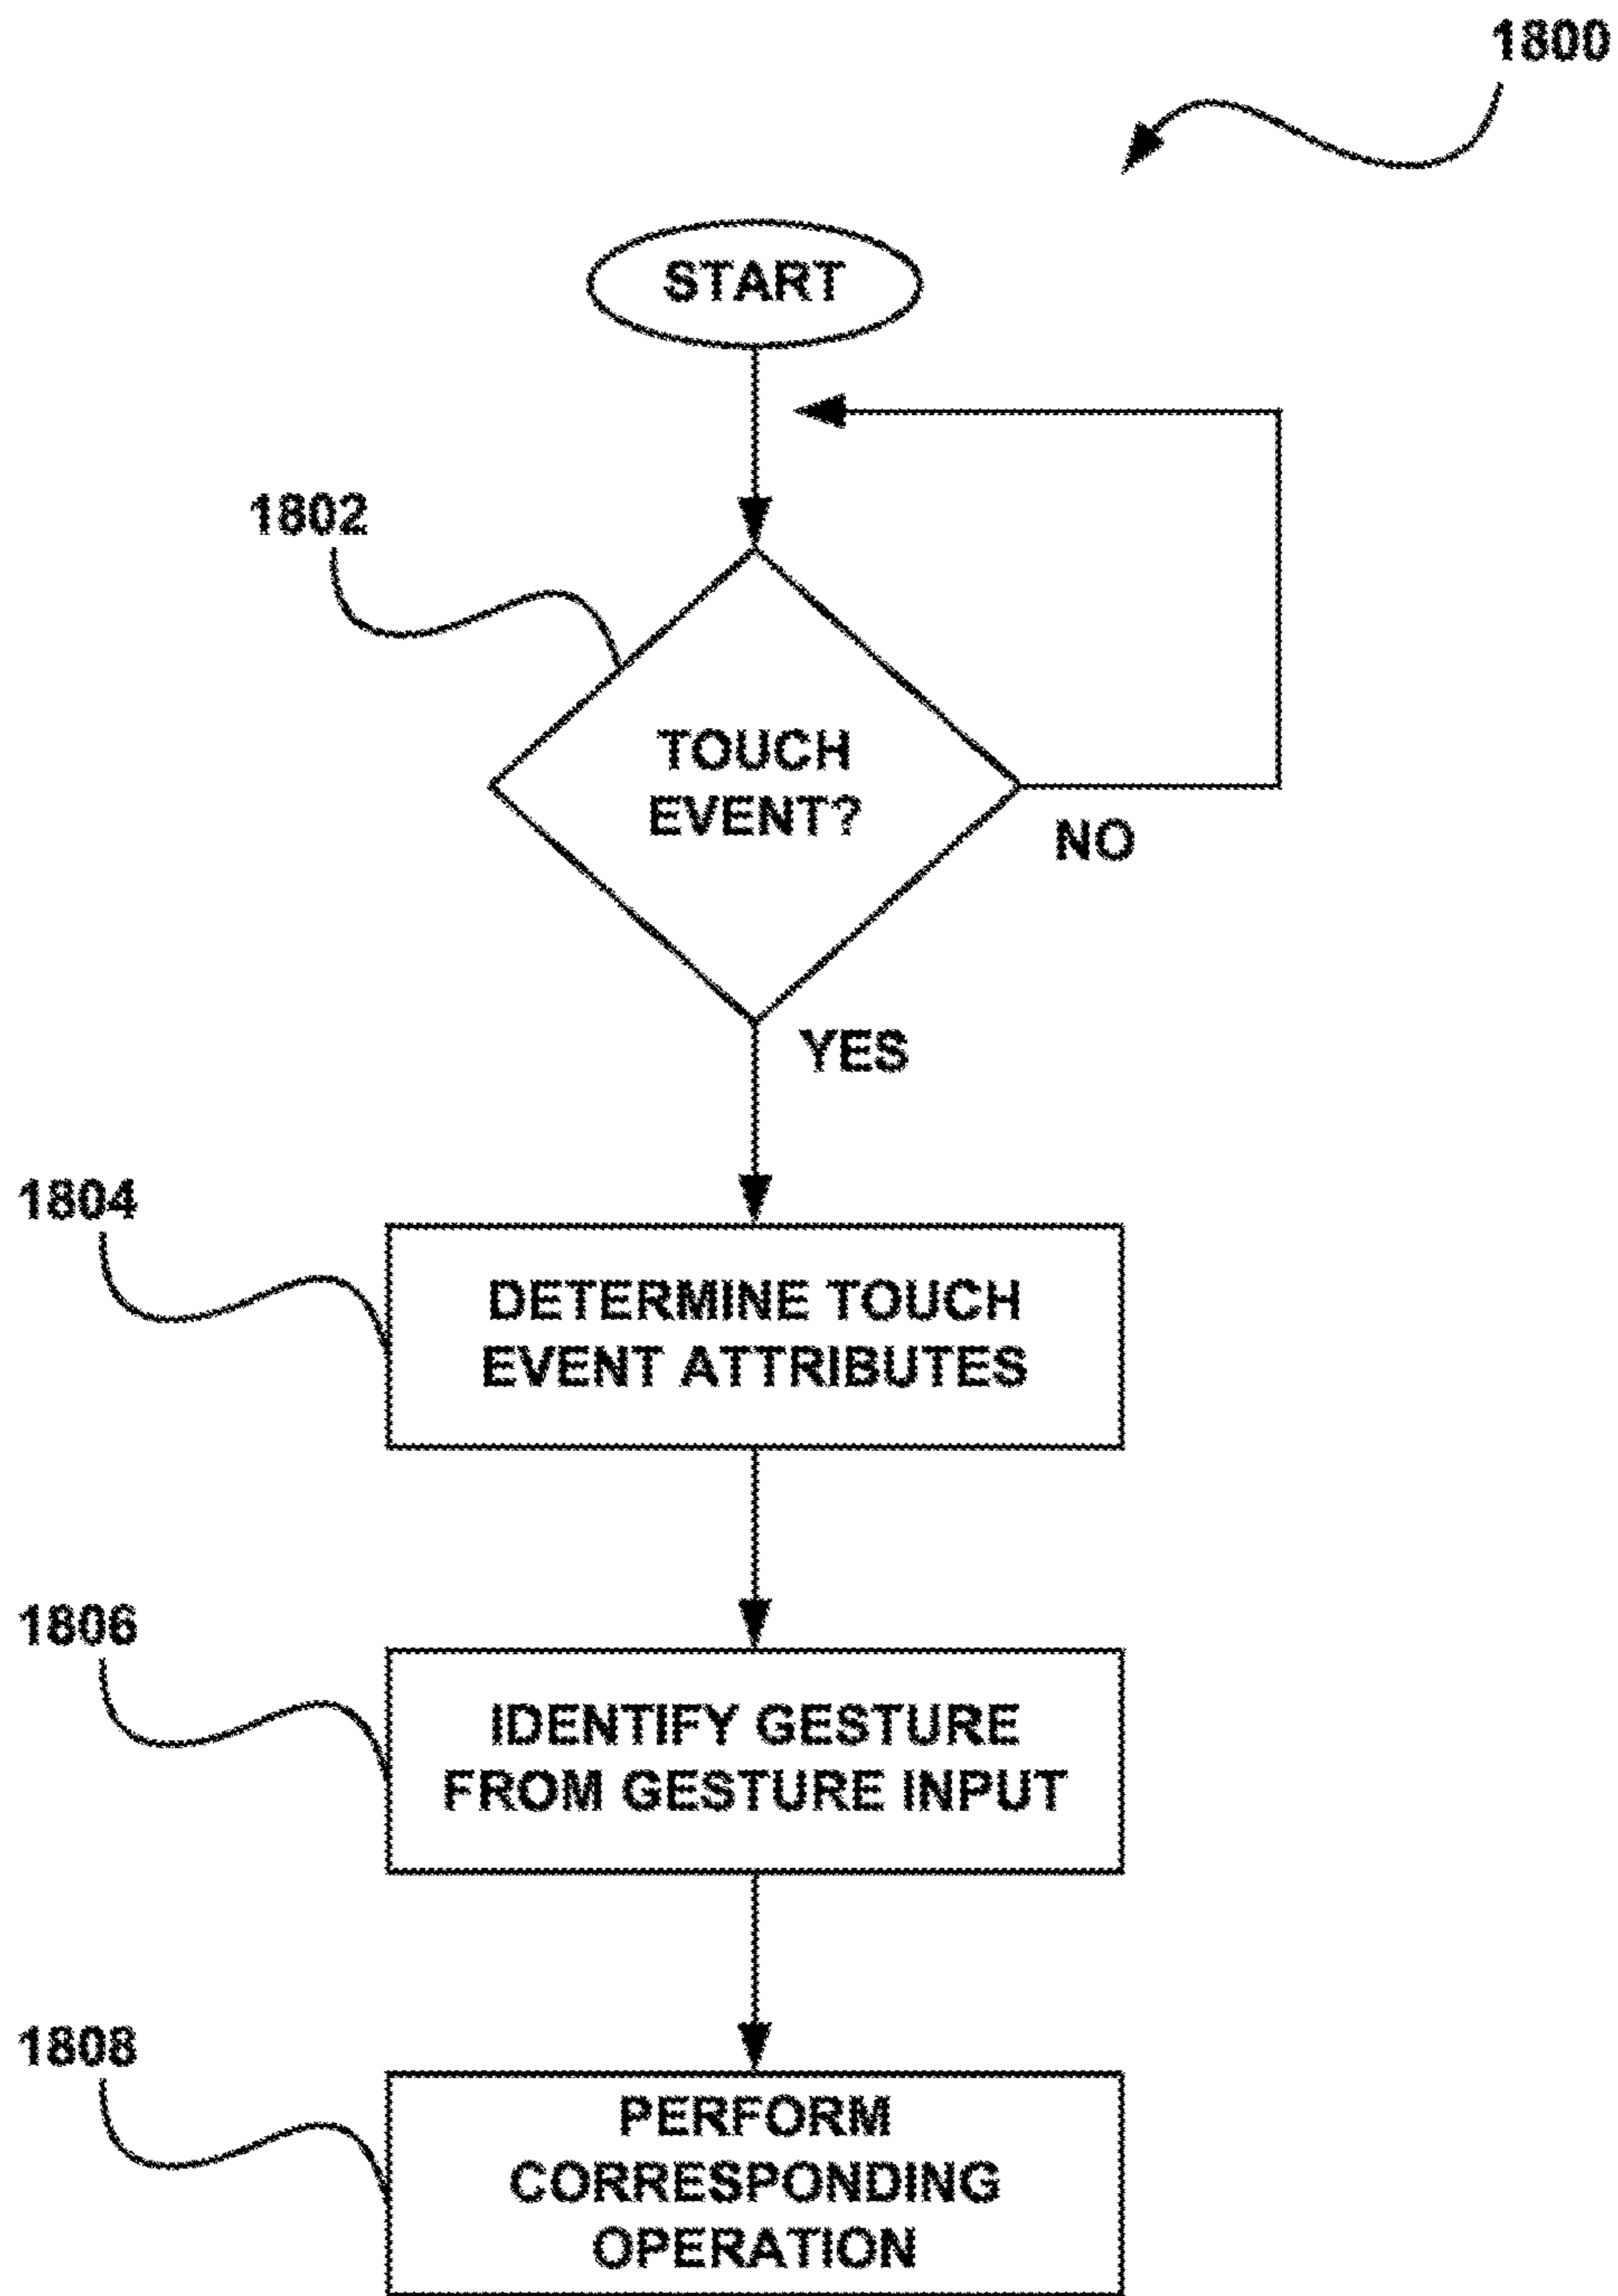 1800
START
1802
TOUCH
EVENT?
NO
YES
1804
DETERMINE TOUCH
EVENT ATTRIBUTES
1806
IDENTIFY GESTURE
FROM GESTURE INPUT
1808
PERFORM
CORRESPONDING
OPERATION